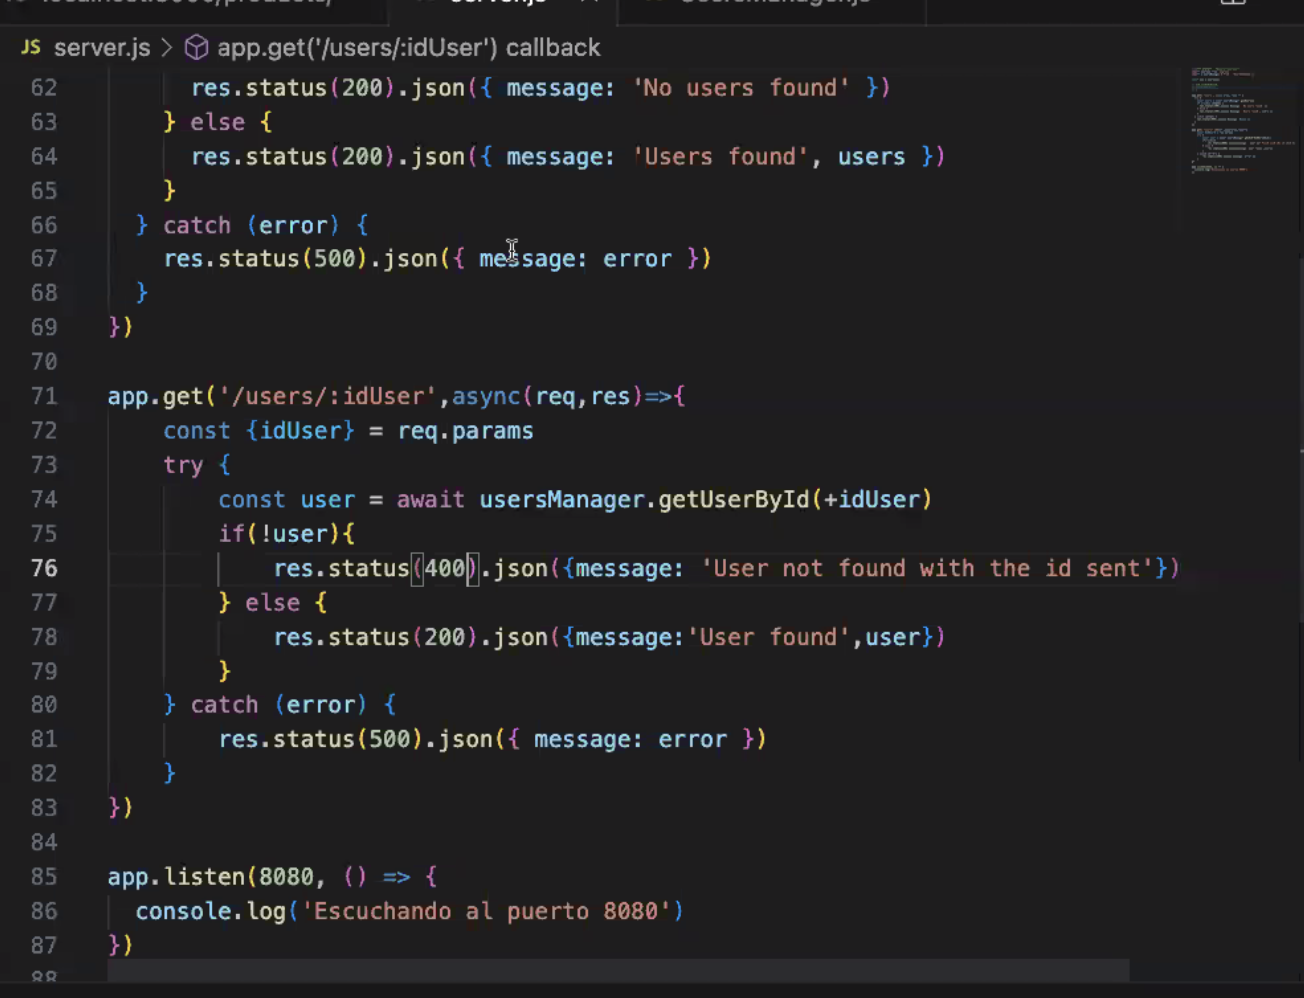 JS server.js > app.get('/users/:idUser') callback
62 res.status(200).json({ message: 'No users found' })
63 } else {
64 res.status(200).json({ message: 'Users found', users })
65 }
66 } catch (error) {
67 res.status(500).json({ message: error })
68 }
69 })
70
71 app.get('/users/:idUser',async(req,res)=>{
72 const {idUser} = req.params
73 try {
74 const user = await usersManager.getUserById(+idUser)
75 if(!user){
76 res.status(400).json({message: 'User not found with the id sent'})
77 } else {
78 res.status(200).json({message:'User found',user})
79 }
80 } catch (error) {
81 res.status(500).json({ message: error })
82 }
83 })
84
85 app.listen(8080, () => {
86 console.log('Escuchando al puerto 8080')
87 })
88